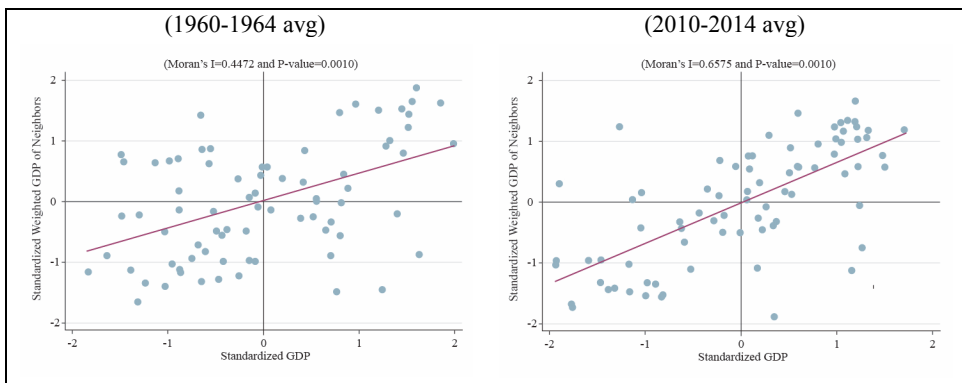 (1960-1964 avg)
(Moran's I=0.4472 and P-value=0.0010)
Standardized Weighted GDP of Neighbors
2
1
0
-1
-2
-2
-1
0
1
2
Standardized GDP
(2010-2014 avg)
(Moran's I=0.6575 and P-value=0.0010)
Standardized Weighted GDP of Neighbors
2
1
0
-1
-2
-2
-1
0
1
2
Standardized GDP